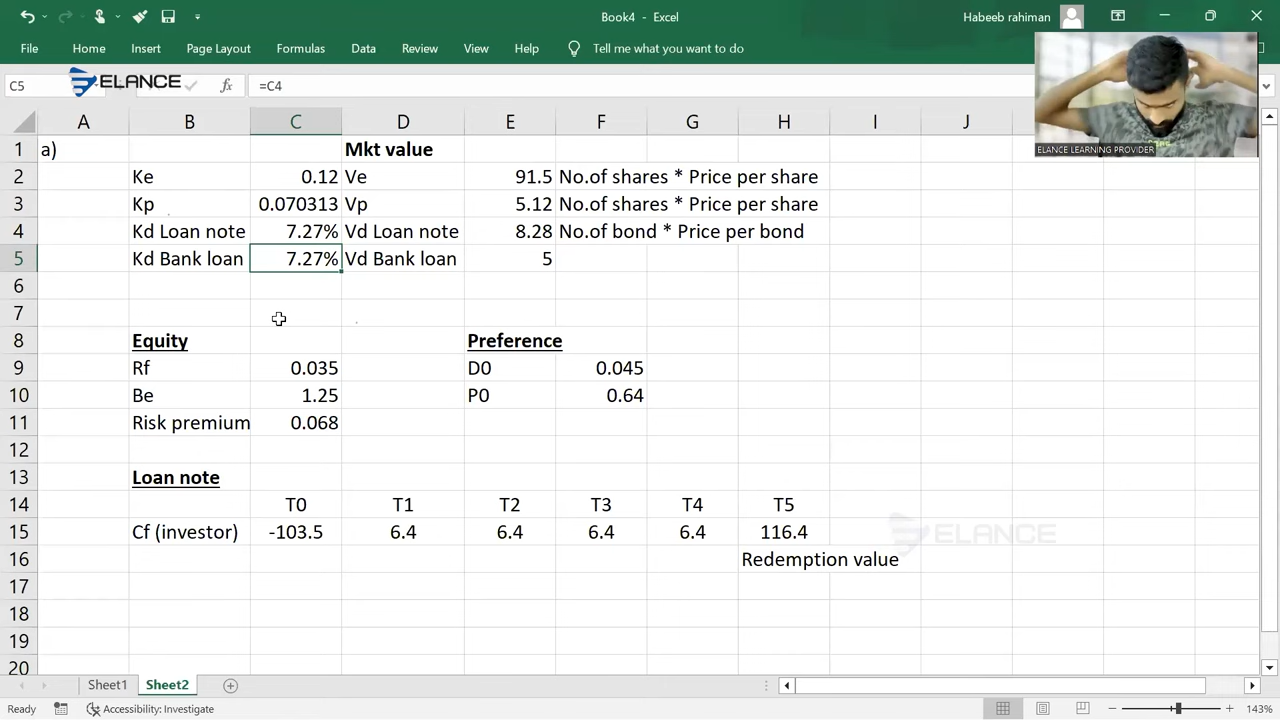 Book4 - Excel
Habeeb rahiman
File Home Insert Page Layout Formulas Data Review View Help Tell me what you want to do
C5
ELANCE
fx
=C4
ELANCE LEARNING PROVIDER
A B C D E F G H I J
1 a) Mkt value
2 Ke 0.12 Ve 91.5 No.of shares * Price per share
3 Kp 0.070313 Vp 5.12 No.of shares * Price per share
4 Kd Loan note 7.27% Vd Loan note 8.28 No.of bond * Price per bond
5 Kd Bank loan 7.27% Vd Bank loan 5
6
7
8 Equity Preference
9 Rf 0.035 D0 0.045
10 Be 1.25 P0 0.64
11 Risk premium 0.068
12
13 Loan note
14 T0 T1 T2 T3 T4 T5
15 Cf (investor) -103.5 6.4 6.4 6.4 6.4 116.4
ELANCE
16 Redemption value
17
18
19
20
Sheet1 Sheet2
Ready Accessibility: Investigate 143%